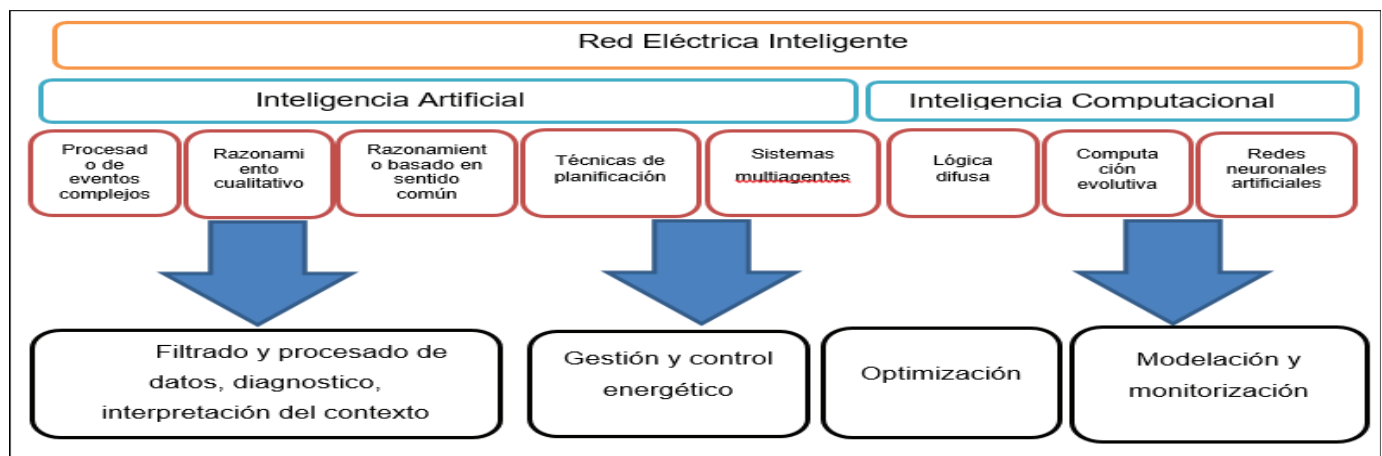 Red Eléctrica Inteligente
Inteligencia Artificial
Inteligencia Computacional
Procesad
o de
eventos
complejos
Razonami
ento
cualitativo
Razonamient
o basado en
sentido
común
Técnicas de
planificación
Sistemas
multiagentes
Lógica
difusa
Computa
ción
evolutiva
Redes
neuronales
artificiales
Filtrado y procesado de
datos, diagnostico,
interpretación del contexto
Gestión y control
energético
Optimización
Modelación y
monitorización